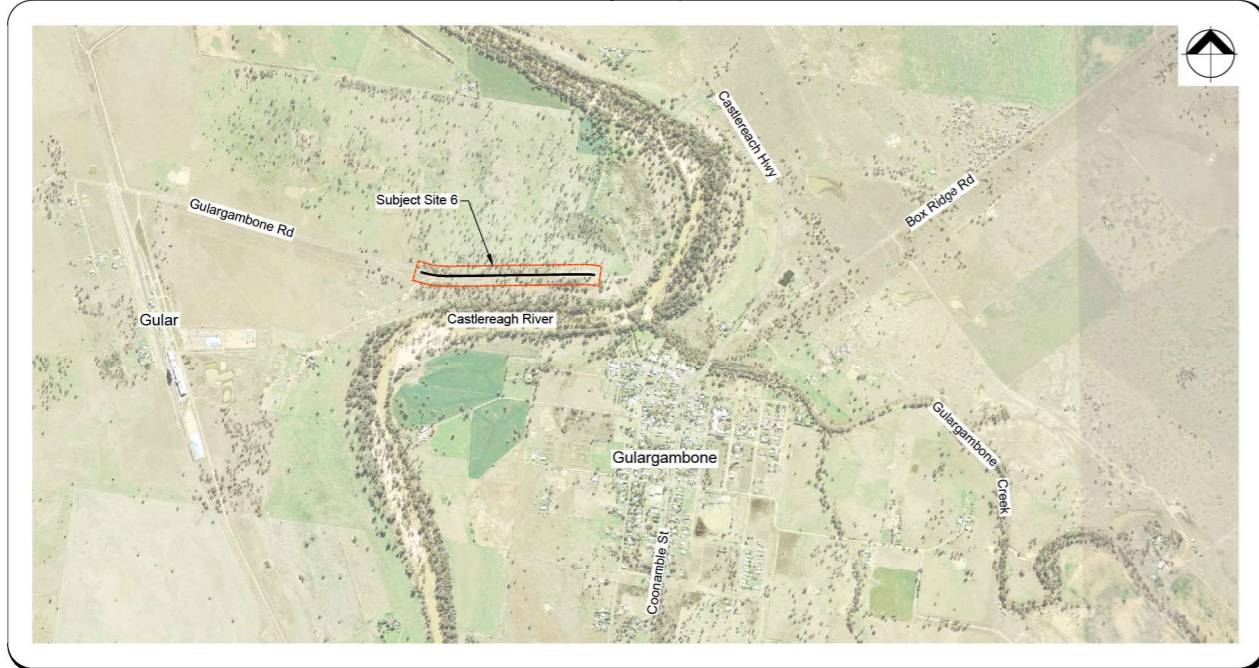 Castlereach Hwy
Box Ridge Rd
Subject Site 6
Gulargambone Rd
Gular
Castlereagh River
Gulargambone
Creek
Gulargambone
Coonamble St